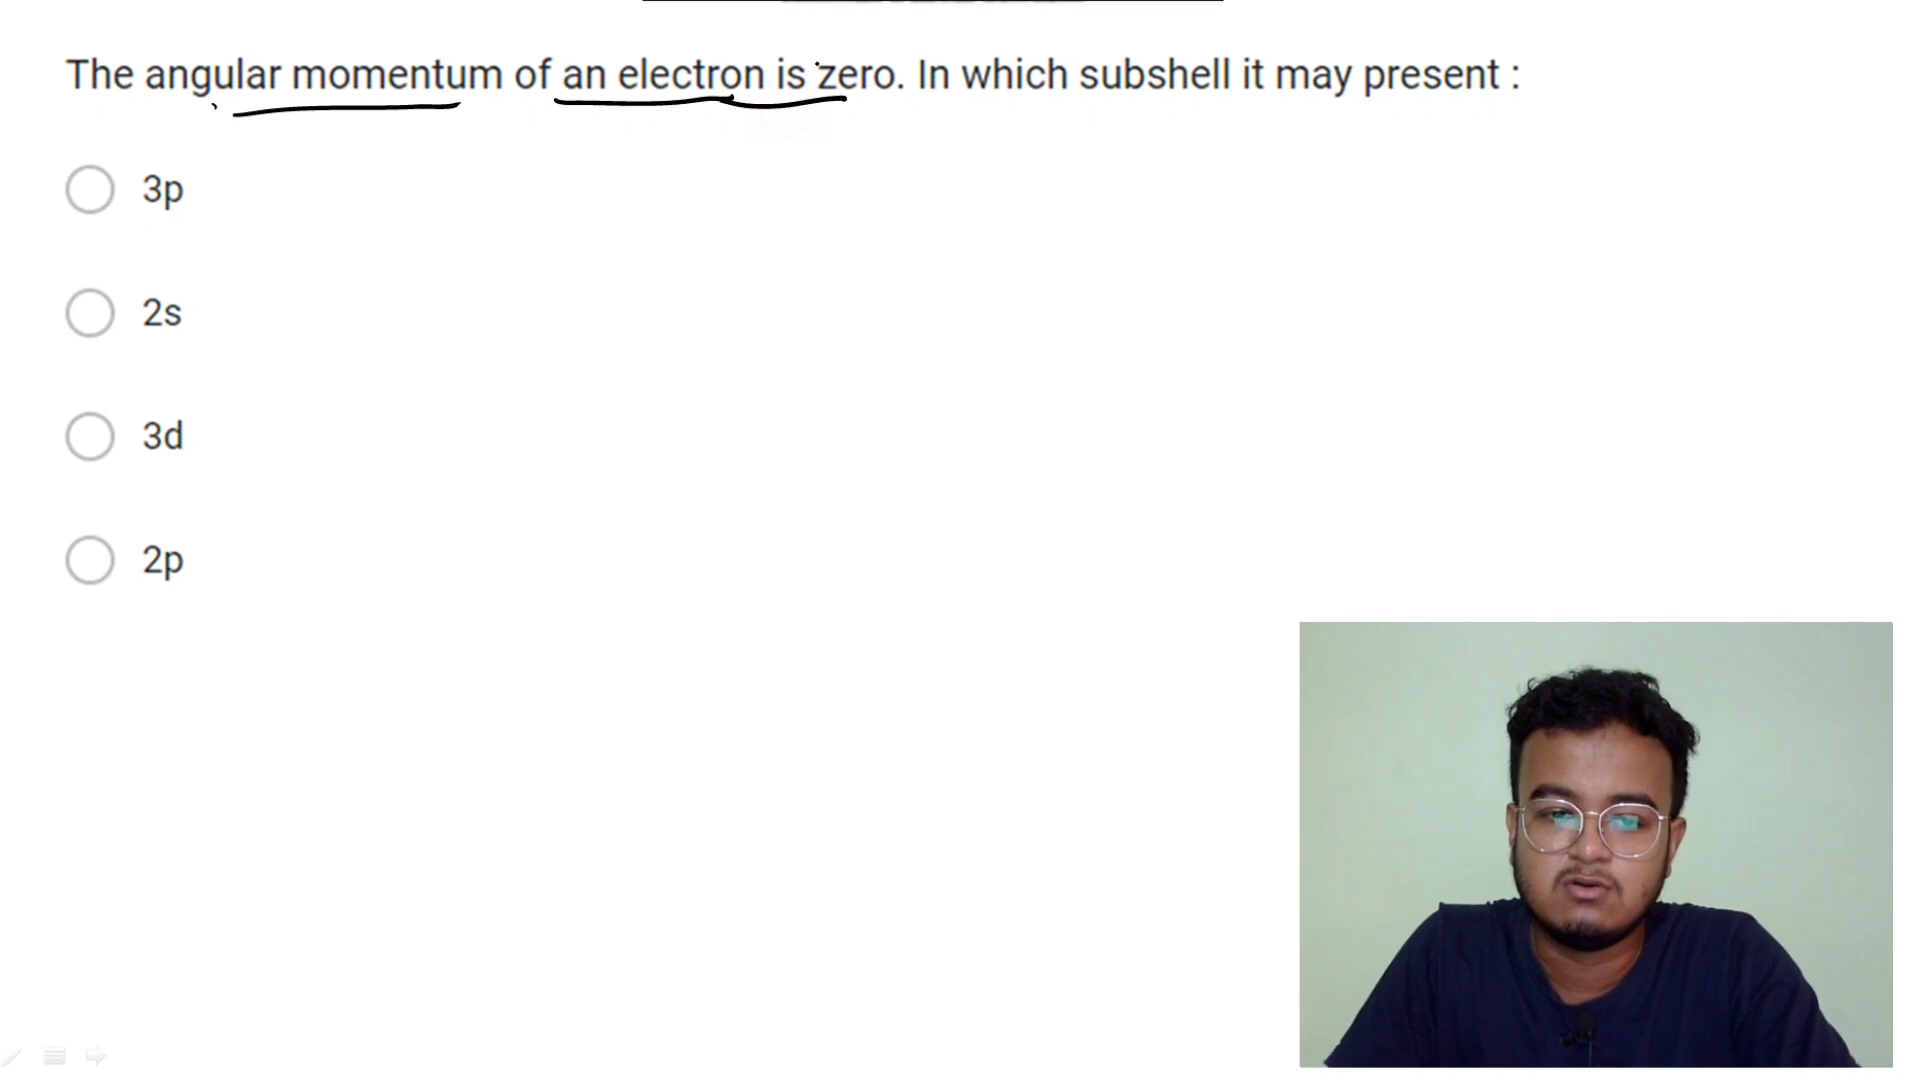 The angular momentum of an electron is zero. In which subshell it may present :
3p
2s
3d
2p